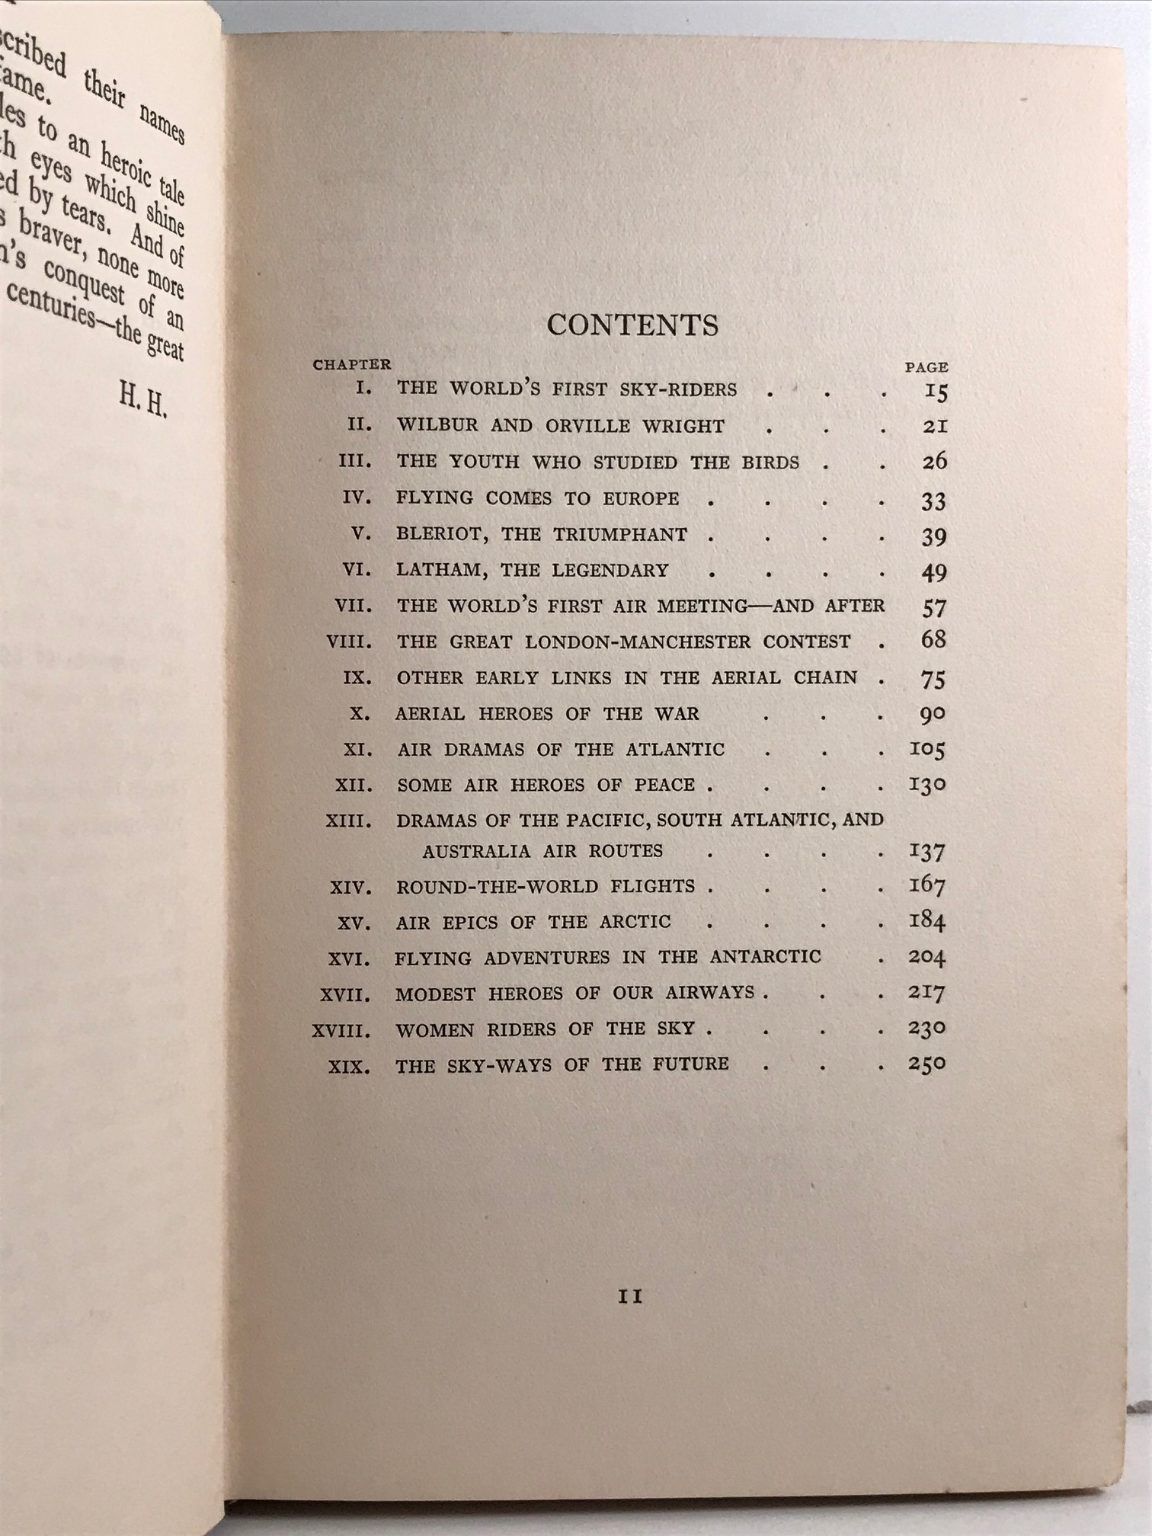 scribed their names
fame.
les to an heroic tale
th eyes which shine
ed by tears. And of
s braver, none more
n's conquest of an
centuries—the great
H. H.
CONTENTS
CHAPTER PAGE
I. THE WORLD'S FIRST SKY-RIDERS . . . 15
II. WILBUR AND ORVILLE WRIGHT . . . 21
III. THE YOUTH WHO STUDIED THE BIRDS . . 26
IV. FLYING COMES TO EUROPE . . . . 33
V. BLERIOT, THE TRIUMPHANT . . . . 39
VI. LATHAM, THE LEGENDARY . . . . 49
VII. THE WORLD'S FIRST AIR MEETING—AND AFTER 57
VIII. THE GREAT LONDON-MANCHESTER CONTEST . 68
IX. OTHER EARLY LINKS IN THE AERIAL CHAIN . 75
X. AERIAL HEROES OF THE WAR . . . 90
XI. AIR DRAMAS OF THE ATLANTIC . . . 105
XII. SOME AIR HEROES OF PEACE . . . . 130
XIII. DRAMAS OF THE PACIFIC, SOUTH ATLANTIC, AND
AUSTRALIA AIR ROUTES . . . . 137
XIV. ROUND-THE-WORLD FLIGHTS . . . . 167
XV. AIR EPICS OF THE ARCTIC . . . . 184
XVI. FLYING ADVENTURES IN THE ANTARCTIC . 204
XVII. MODEST HEROES OF OUR AIRWAYS . . . 217
XVIII. WOMEN RIDERS OF THE SKY . . . . 230
XIX. THE SKY-WAYS OF THE FUTURE . . . 250
11